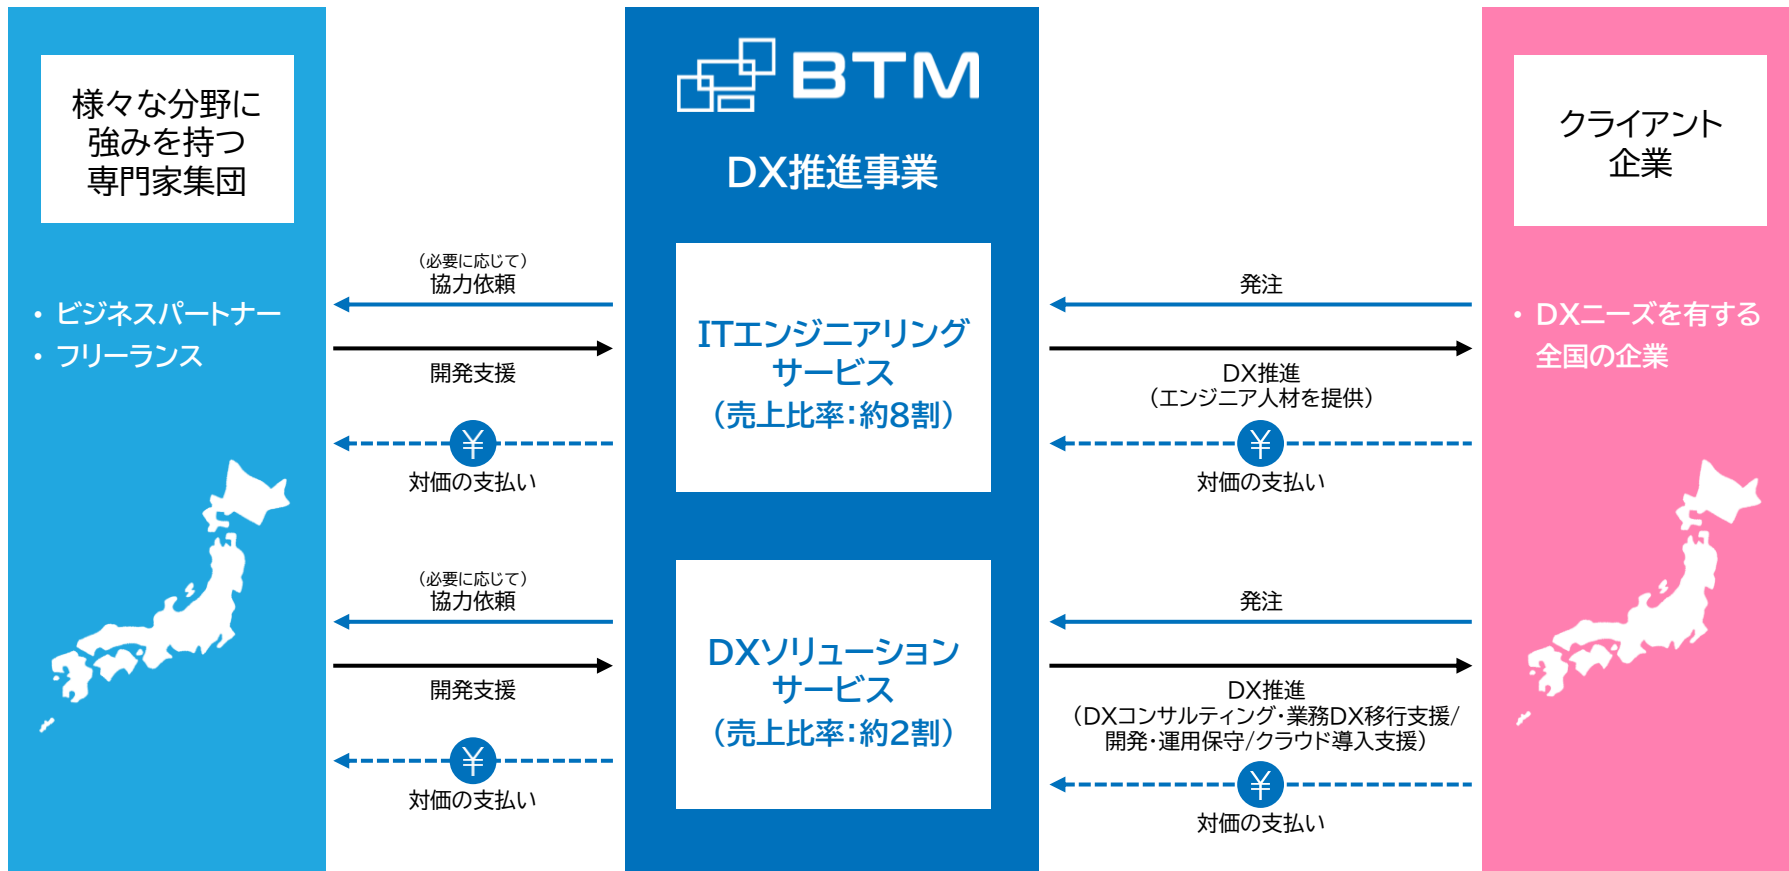 様々な分野に
強みを持つ
専門家集団
・ ビジネスパートナー
・ フリーランス
（必要に応じて）
協力依頼
開発支援
¥
対価の支払い
（必要に応じて）
協力依頼
開発支援
¥
対価の支払い
BTM
DX推進事業
ITエンジニアリング
サービス
（売上比率：約8割）
DXソリューション
サービス
（売上比率：約2割）
発注
DX推進
（エンジニア人材を提供）
¥
対価の支払い
発注
DX推進
（DXコンサルティング・業務DX移行支援/
開発・運用保守/クラウド導入支援）
¥
対価の支払い
クライアント
企業
・ DXニーズを有する
全国の企業